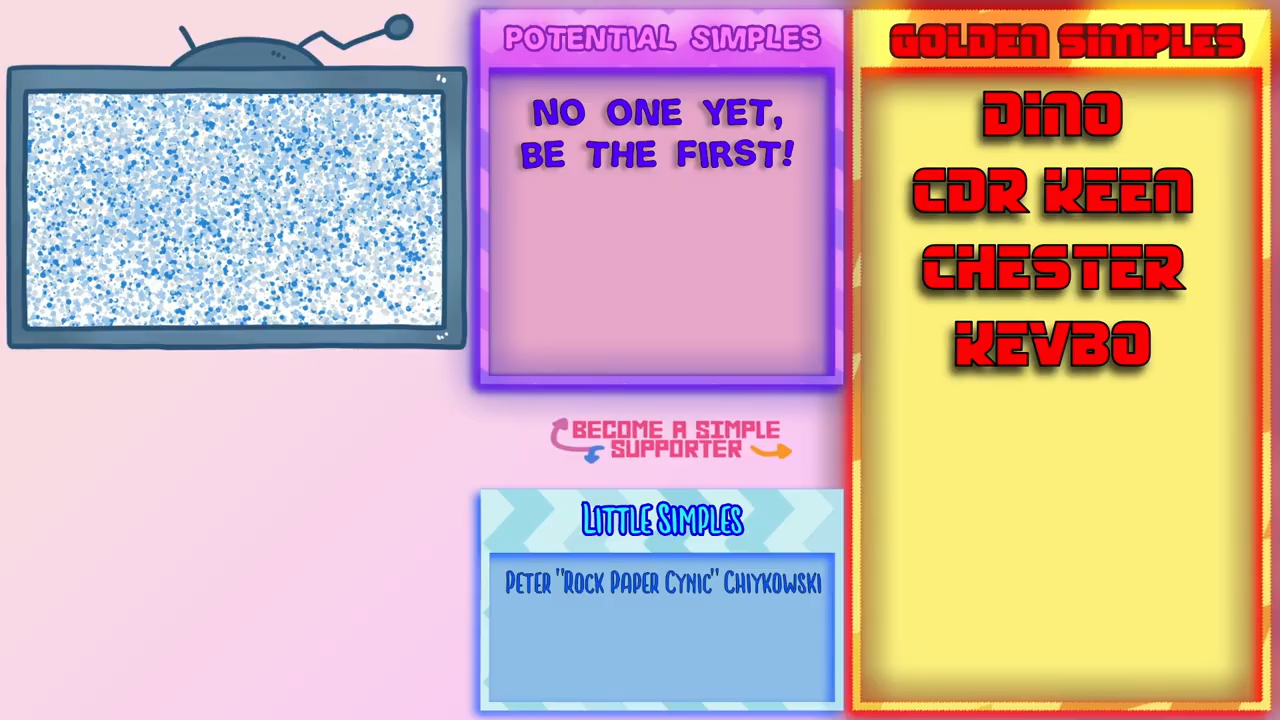 POTENTIAL SIMPLES
NO ONE YET,
BE THE FIRST!
BECOME A SIMPLE
SUPPORTER
LITTLE SIMPLES
PETER "ROCK PAPER CYNIC" CHIYKOWSKI
GOLDEN SIMPLES
DINO
CDR KEEN
CHESTER
KEVBO